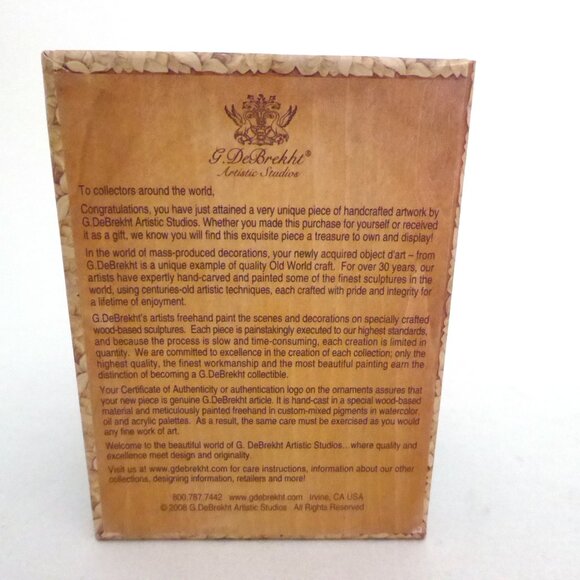 G.DeBrekht®
Artistic Studios
To collectors around the world,
Congratulations, you have just attained a very unique piece of handcrafted artwork by
G.DeBrekht Artistic Studios. Whether you made this purchase for yourself or received
it as a gift, we know you will find this exquisite piece a treasure to own and display!
In the world of mass-produced decorations, your newly acquired object d'art – from
G.DeBrekht is a unique example of quality Old World craft. For over 30 years, our
artists have expertly hand-carved and painted some of the finest sculptures in the
world, using centuries-old artistic techniques, each crafted with pride and integrity for
a lifetime of enjoyment.
G.DeBrekht's artists freehand paint the scenes and decorations on specially crafted
wood-based sculptures. Each piece is painstakingly executed to our highest standards,
and because the process is slow and time-consuming, each creation is limited in
quantity. We are committed to excellence in the creation of each collection; only the
highest quality, the finest workmanship and the most beautiful painting earn the
distinction of becoming a G.DeBrekht collectible.
Your Certificate of Authenticity or authentication logo on the ornaments assures that
your new piece is genuine G.DeBrekht article. It is hand-cast in a special wood-based
material and meticulously painted freehand in custom-mixed pigments in watercolor,
oil and acrylic palettes. As a result, the same care must be exercised as you would
any fine work of art.
Welcome to the beautiful world of G. DeBrekht Artistic Studios...where quality and
excellence meet design and originality.
Visit us at www.gdebrekht.com for care instructions, information about our other
collections, designing information, retailers and more!
800.787.7442 www.gdebrekht.com Irvine, CA USA
© 2008 G.DeBrekht Artistic Studios All Rights Reserved